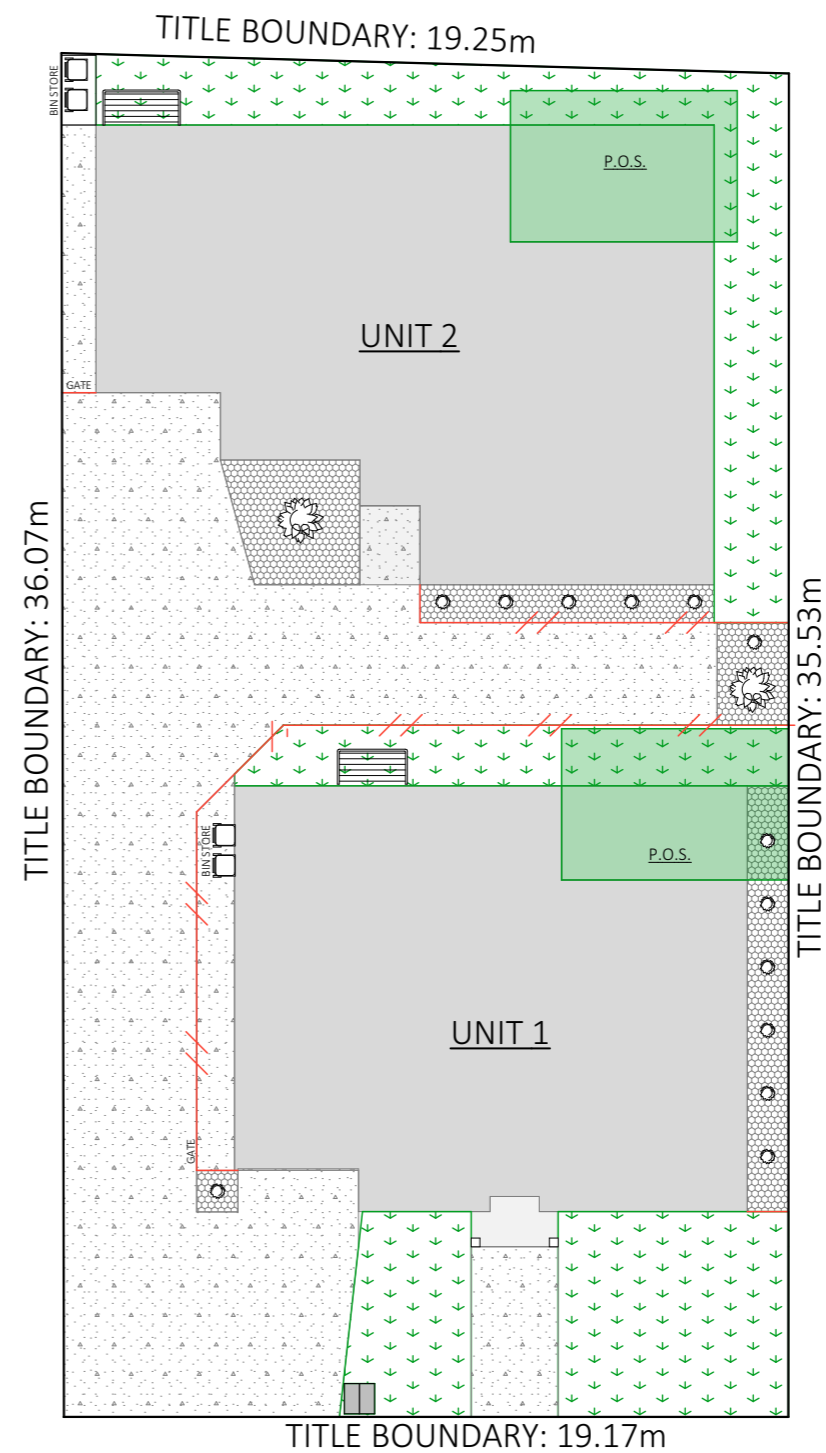 TITLE BOUNDARY: 19.25m
BIN STORE
P.O.S.
UNIT 2
GATE
TITLE BOUNDARY: 36.07m
TITLE BOUNDARY: 35.53m
BIN STORE
P.O.S.
UNIT 1
GATE
TITLE BOUNDARY: 19.17m